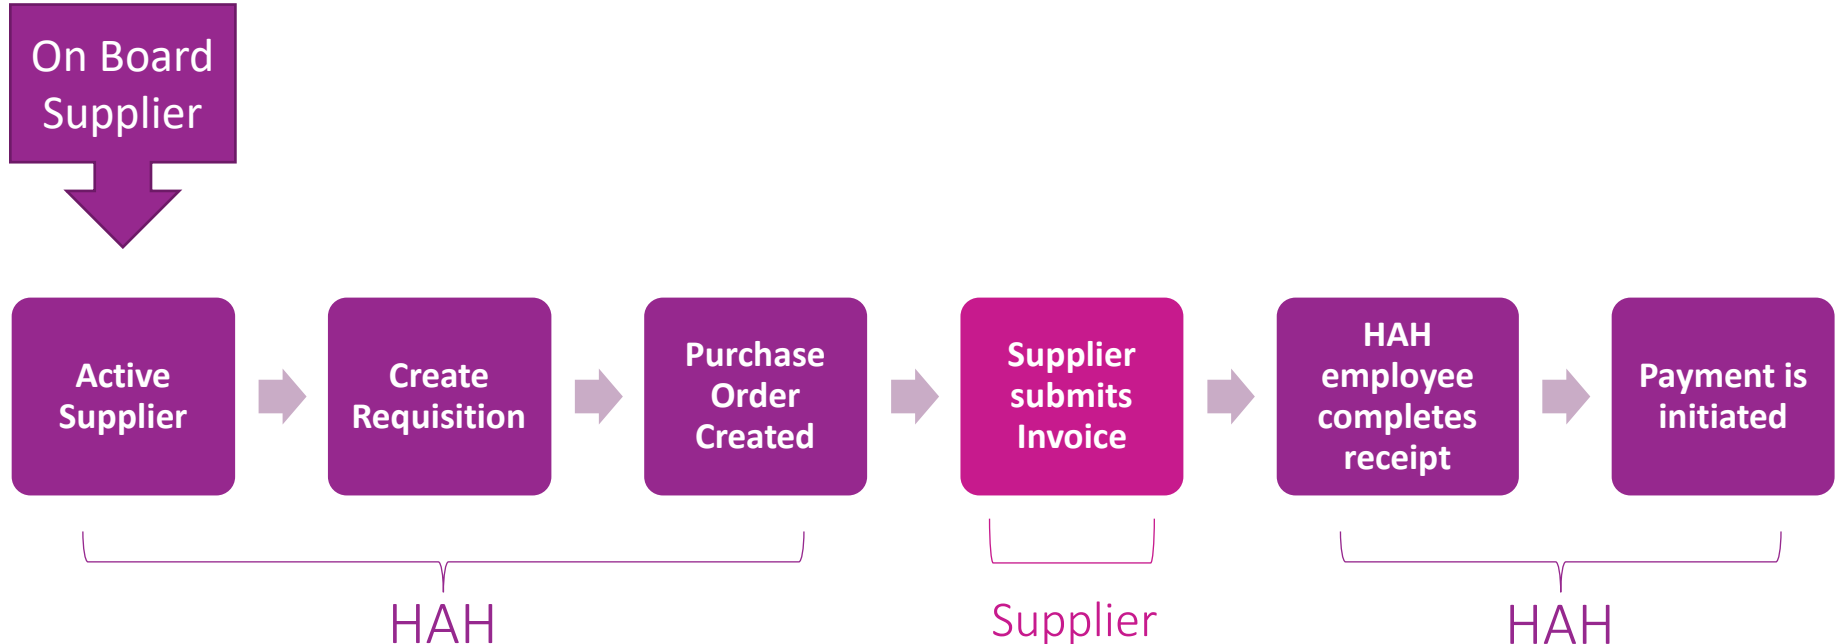 On Board
Supplier
Active
Supplier
Create
Requisition
Purchase
Order
Created
Supplier
submits
Invoice
HAH
employee
completes
receipt
Payment is
initiated
HAH
Supplier
HAH